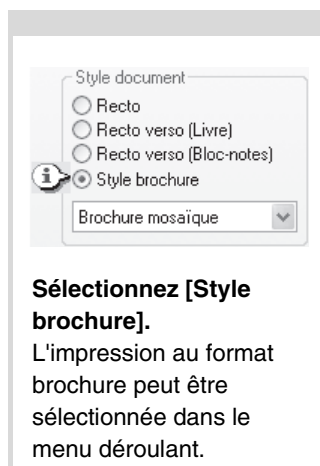 Style document
Recto
Recto verso (Livre)
Recto verso (Bloc-notes)
i
Style brochure
Brochure mosaïque
Sélectionnez [Style
brochure].
L'impression au format
brochure peut être
sélectionnée dans le
menu déroulant.